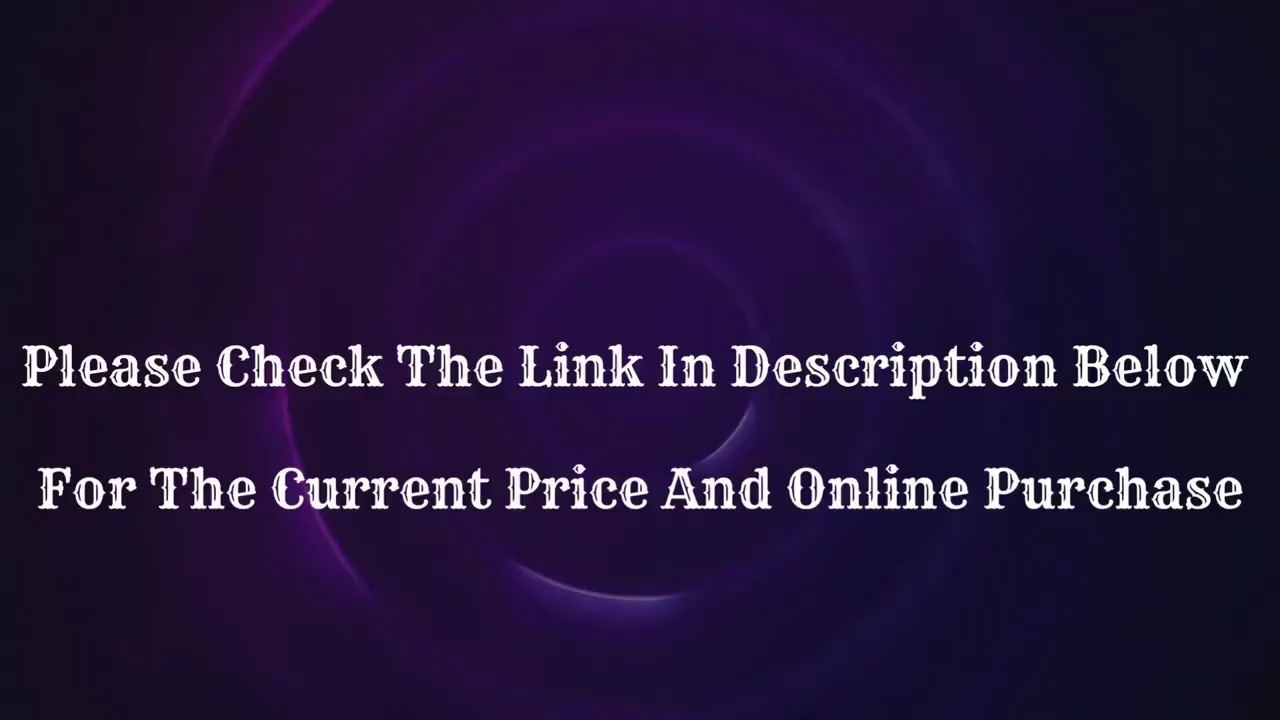 Please Check The Link In Description Below
For The Current Price And Online Purchase